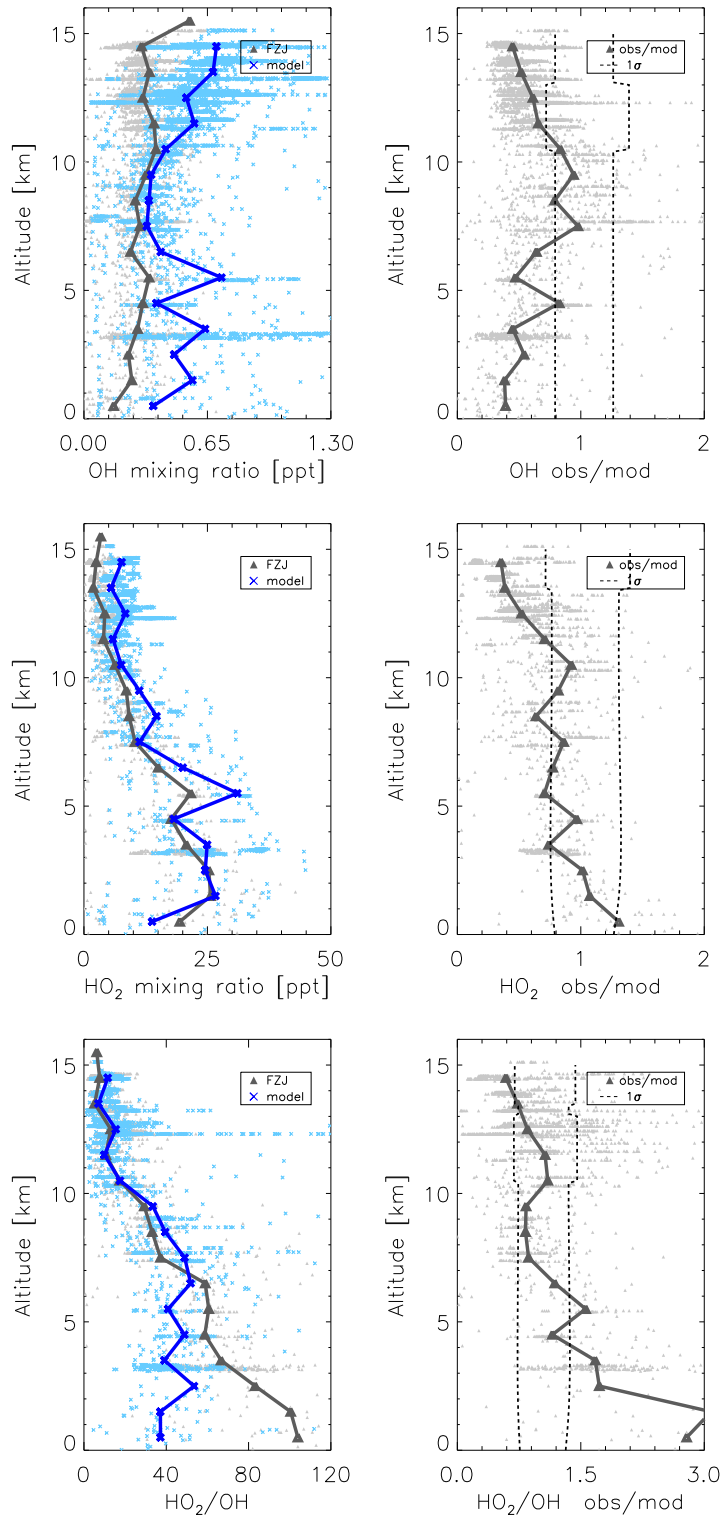 15
10
5
0
Altitude [km]
FZJ
model
0.00 0.65 1.30
OH mixing ratio [ppt]
15
10
5
0
Altitude [km]
obs/mod
1σ
0 1 2
OH obs/mod
15
10
5
0
Altitude [km]
FZJ
model
0 25 50
HO₂ mixing ratio [ppt]
15
10
5
0
Altitude [km]
obs/mod
1σ
0 1 2
HO₂ obs/mod
15
10
5
0
Altitude [km]
FZJ
model
0 40 80 120
HO₂/OH
15
10
5
0
Altitude [km]
obs/mod
1σ
0.0 1.5 3.0
HO₂/OH obs/mod